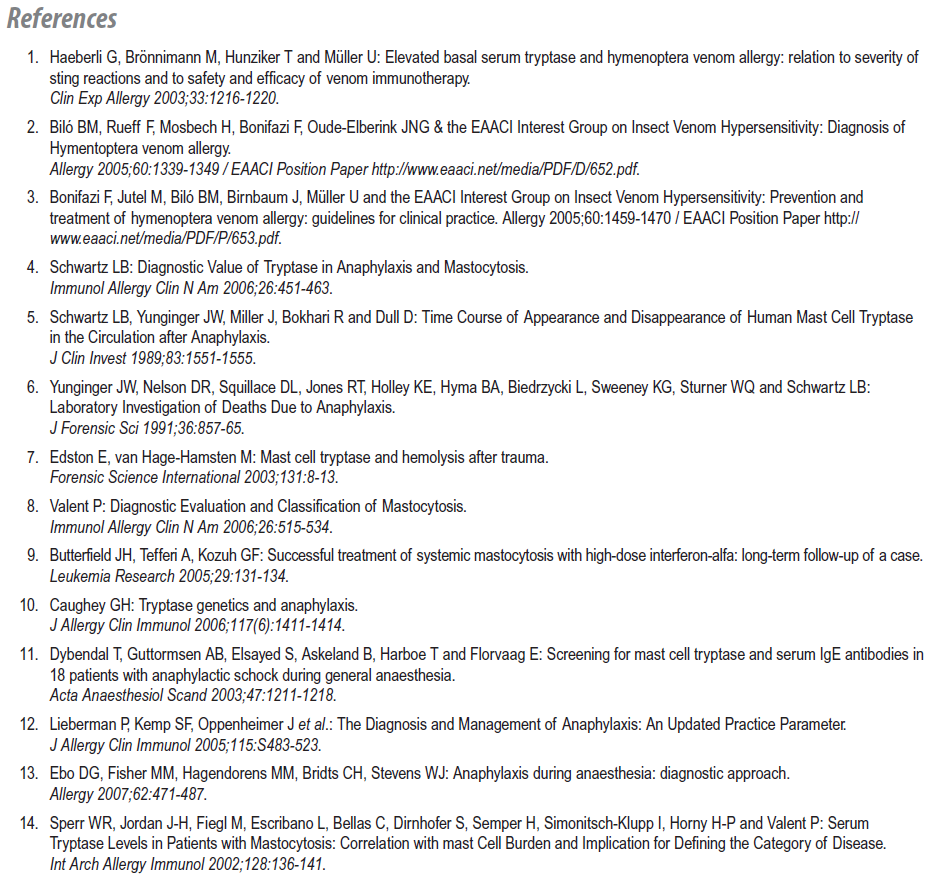 References
1. Haeberli G, Brönnimann M, Hunziker T and Müller U: Elevated basal serum tryptase and hymenoptera venom allergy: relation to severity of
sting reactions and to safety and efficacy of venom immunotherapy.
Clin Exp Allergy 2003;33:1216-1220.
2. Biló BM, Rueff F, Mosbech H, Bonifazi F, Oude-Elberink JNG & the EAACI Interest Group on Insect Venom Hypersensitivity: Diagnosis of
Hymentoptera venom allergy.
Allergy 2005;60:1339-1349 / EAACI Position Paper http://www.eaaci.net/media/PDF/D/652.pdf.
3. Bonifazi F, Jutel M, Biló BM, Birnbaum J, Müller U and the EAACI Interest Group on Insect Venom Hypersensitivity: Prevention and
treatment of hymenoptera venom allergy: guidelines for clinical practice. Allergy 2005;60:1459-1470 / EAACI Position Paper http://
www.eaaci.net/media/PDF/P/653.pdf.
4. Schwartz LB: Diagnostic Value of Tryptase in Anaphylaxis and Mastocytosis.
Immunol Allergy Clin N Am 2006;26:451-463.
5. Schwartz LB, Yunginger JW, Miller J, Bokhari R and Dull D: Time Course of Appearance and Disappearance of Human Mast Cell Tryptase
in the Circulation after Anaphylaxis.
J Clin Invest 1989;83:1551-1555.
6. Yunginger JW, Nelson DR, Squillace DL, Jones RT, Holley KE, Hyma BA, Biedrzycki L, Sweeney KG, Sturner WQ and Schwartz LB:
Laboratory Investigation of Deaths Due to Anaphylaxis.
J Forensic Sci 1991;36:857-65.
7. Edston E, van Hage-Hamsten M: Mast cell tryptase and hemolysis after trauma.
Forensic Science International 2003;131:8-13.
8. Valent P: Diagnostic Evaluation and Classification of Mastocytosis.
Immunol Allergy Clin N Am 2006;26:515-534.
9. Butterfield JH, Tefferi A, Kozuh GF: Successful treatment of systemic mastocytosis with high-dose interferon-alfa: long-term follow-up of a case.
Leukemia Research 2005;29:131-134.
10. Caughey GH: Tryptase genetics and anaphylaxis.
J Allergy Clin Immunol 2006;117(6):1411-1414.
11. Dybendal T, Guttormsen AB, Elsayed S, Askeland B, Harboe T and Florvaag E: Screening for mast cell tryptase and serum IgE antibodies in
18 patients with anaphylactic schock during general anaesthesia.
Acta Anaesthesiol Scand 2003;47:1211-1218.
12. Lieberman P, Kemp SF, Oppenheimer J et al.: The Diagnosis and Management of Anaphylaxis: An Updated Practice Parameter.
J Allergy Clin Immunol 2005;115:S483-523.
13. Ebo DG, Fisher MM, Hagendorens MM, Bridts CH, Stevens WJ: Anaphylaxis during anaesthesia: diagnostic approach.
Allergy 2007;62:471-487.
14. Sperr WR, Jordan J-H, Fiegl M, Escribano L, Bellas C, Dirnhofer S, Semper H, Simonitsch-Klupp I, Horny H-P and Valent P: Serum
Tryptase Levels in Patients with Mastocytosis: Correlation with mast Cell Burden and Implication for Defining the Category of Disease.
Int Arch Allergy Immunol 2002;128:136-141.